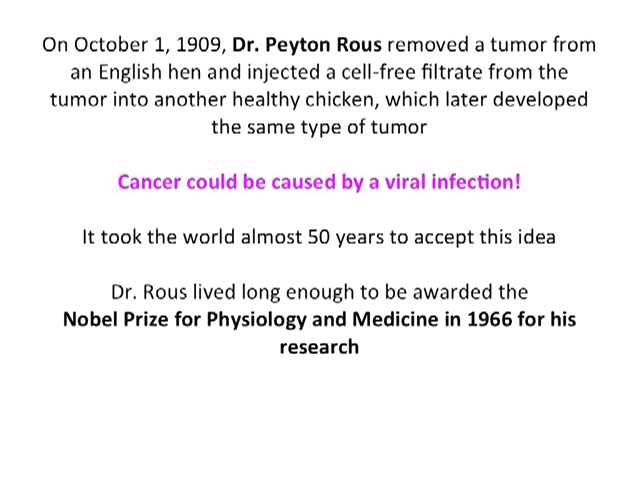 On October 1, 1909, Dr. Peyton Rous removed a tumor from
an English hen and injected a cell-free filtrate from the
tumor into another healthy chicken, which later developed
the same type of tumor
Cancer could be caused by a viral infection!
It took the world almost 50 years to accept this idea
Dr. Rous lived long enough to be awarded the
Nobel Prize for Physiology and Medicine in 1966 for his
research